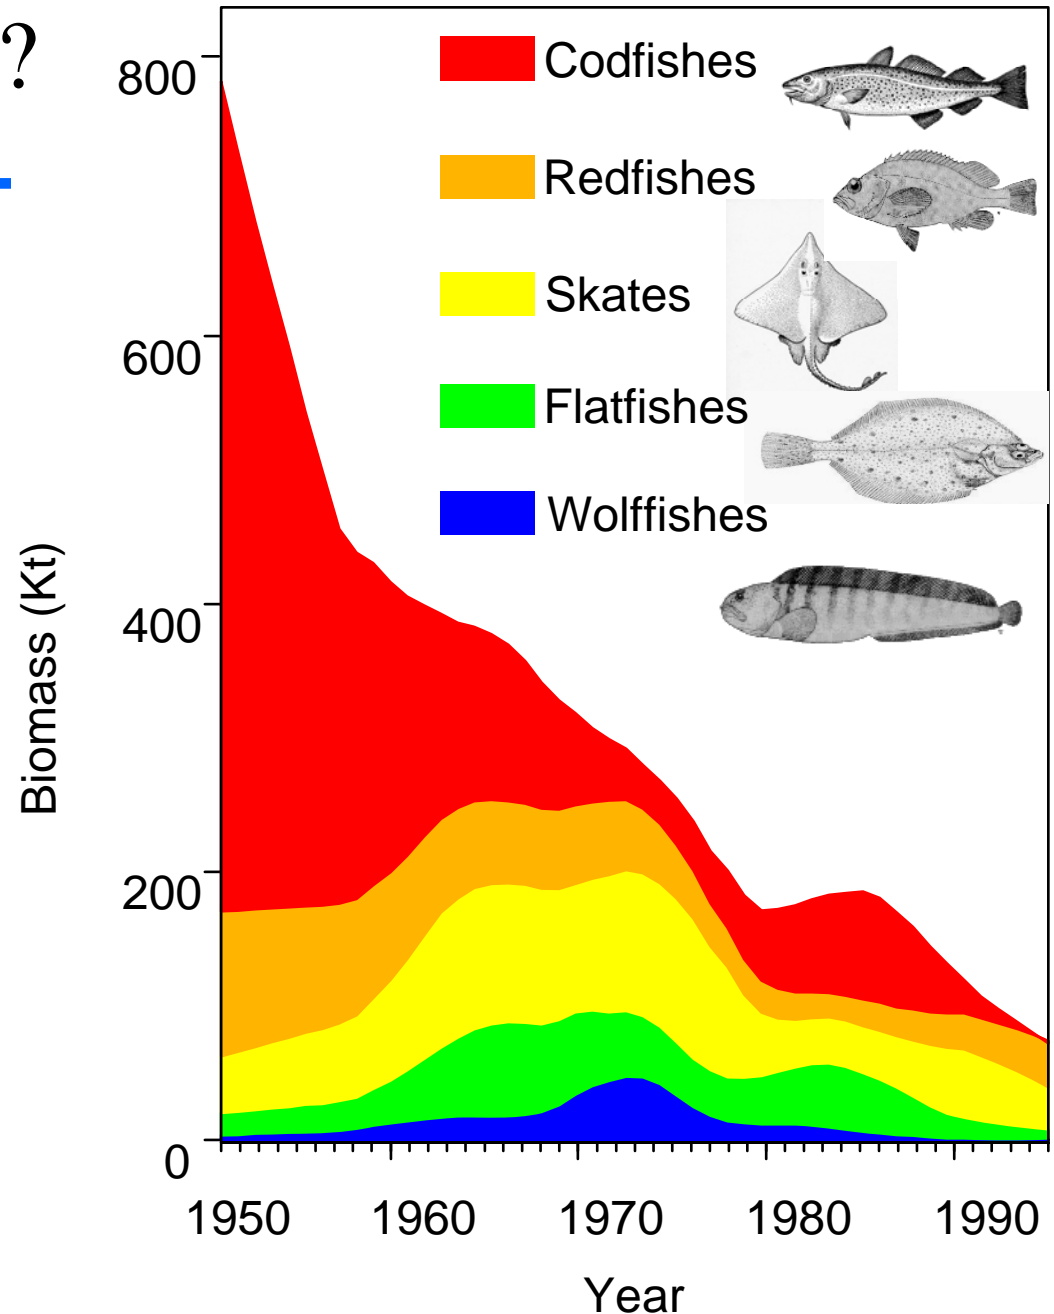 ?
800
600
400
200
0
Biomass (Kt)
Codfishes
Redfishes
Skates
Flatfishes
Wolffishes
1950 1960 1970 1980 1990
Year